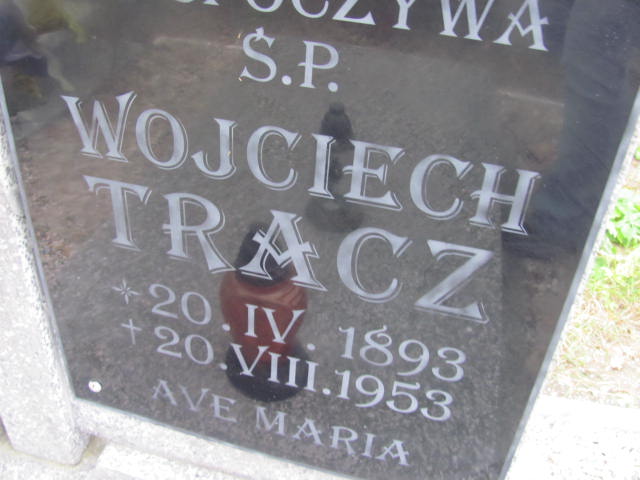 Ś.P.
WOJCIECH
TRACZ
* 20.IV.1893
† 20.VIII.1953
AVE MARIA